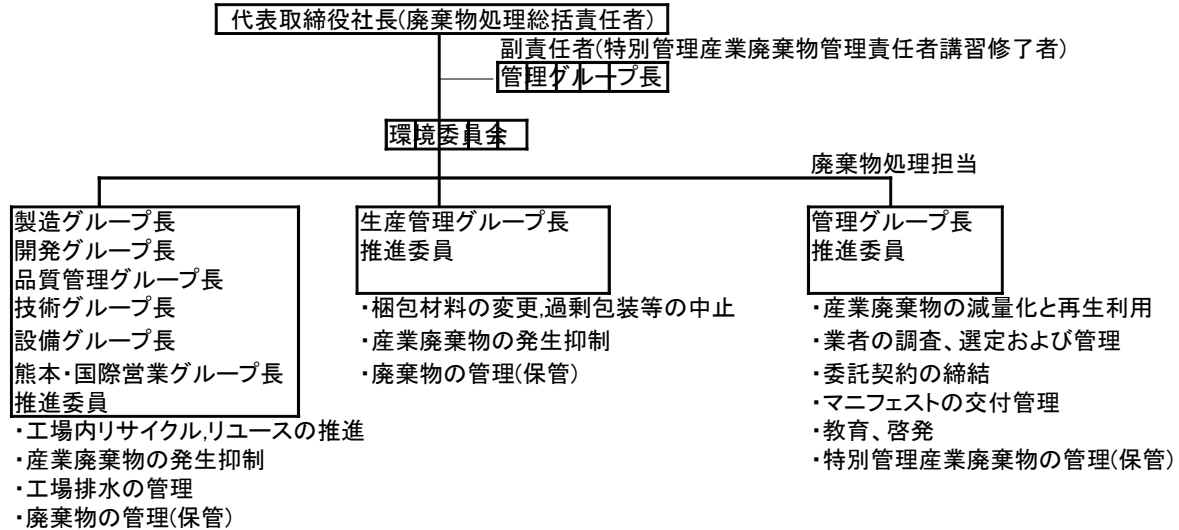 代表取締役社長(廃棄物処理総括責任者)
副責任者(特別管理産業廃棄物管理責任者講習修了者)
管理グループ長
環境委員会
廃棄物処理担当
製造グループ長
開発グループ長
品質管理グループ長
技術グループ長
設備グループ長
熊本・国際営業グループ長
推進委員
・工場内リサイクル,リユースの推進
・産業廃棄物の発生抑制
・工場排水の管理
・廃棄物の管理(保管)
生産管理グループ長
推進委員
・梱包材料の変更,過剰包装等の中止
・産業廃棄物の発生抑制
・廃棄物の管理(保管)
管理グループ長
推進委員
・産業廃棄物の減量化と再生利用
・業者の調査、選定および管理
・委託契約の締結
・マニフェストの交付管理
・教育、啓発
・特別管理産業廃棄物の管理(保管)